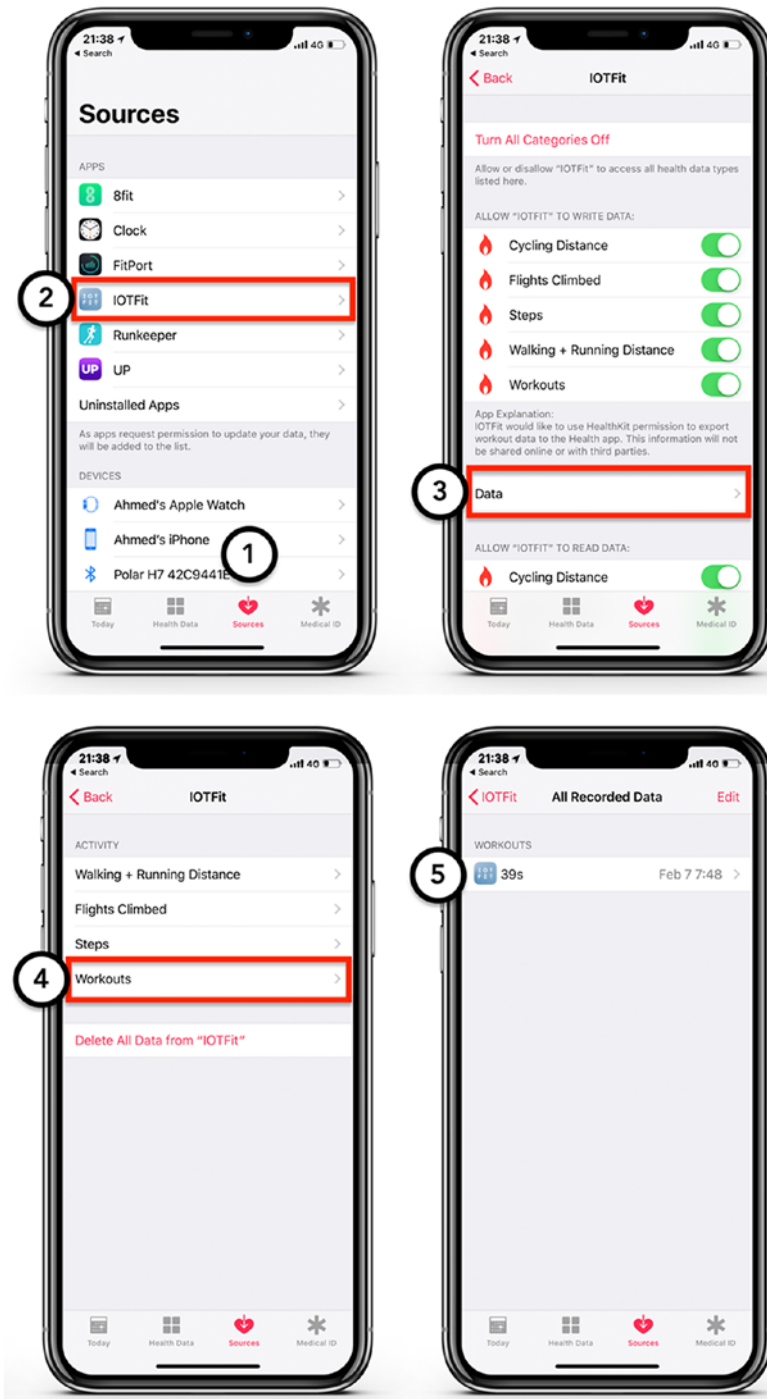 21:38
Search
4G
Sources
APPS
8fit
Clock
FitPort
2
IOTFit
Runkeeper
UP
UP
Uninstalled Apps
As apps request permission to update your data, they
will be added to the list.
DEVICES
Ahmed's Apple Watch
Ahmed's iPhone
1
Polar H7 42C9441E
Today
Health Data
Sources
Medical ID
21:38
Search
4G
Back
IOTFit
Turn All Categories Off
Allow or disallow "IOTFit" to access all health data types
listed here.
ALLOW "IOTFIT" TO WRITE DATA:
Cycling Distance
Flights Climbed
Steps
Walking + Running Distance
Workouts
App Explanation:
IOTFit would like to use HealthKit permission to export
workout data to the Health app. This information will not
be shared online or with third parties.
3
Data
ALLOW "IOTFIT" TO READ DATA:
Cycling Distance
Today
Health Data
Sources
Medical ID
21:38
Search
4G
Back
IOTFit
ACTIVITY
Walking + Running Distance
Flights Climbed
Steps
4
Workouts
Delete All Data from "IOTFit"
Today
Health Data
Sources
Medical ID
21:38
Search
4G
IOTFit
All Recorded Data
Edit
WORKOUTS
5
IOT
FIT
39s
Feb 7 7:48
Today
Health Data
Sources
Medical ID